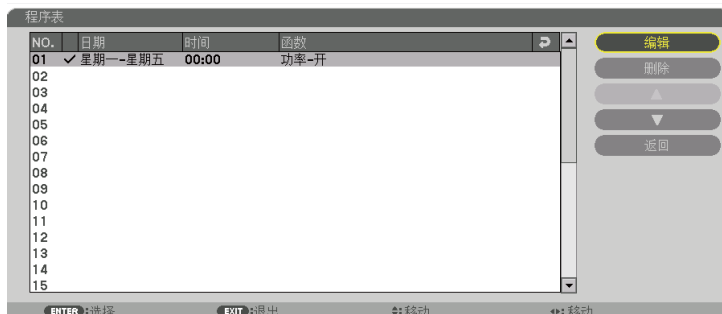 程序表
NO. 日期 时间 函数
01 ✓ 星期一-星期五 00:00 功率-开
02
03
04
05
06
07
08
09
10
11
12
13
14
15
编辑
删除
▲
▼
返回
ENTER:选择 EXIT:退出 :移动 :移动